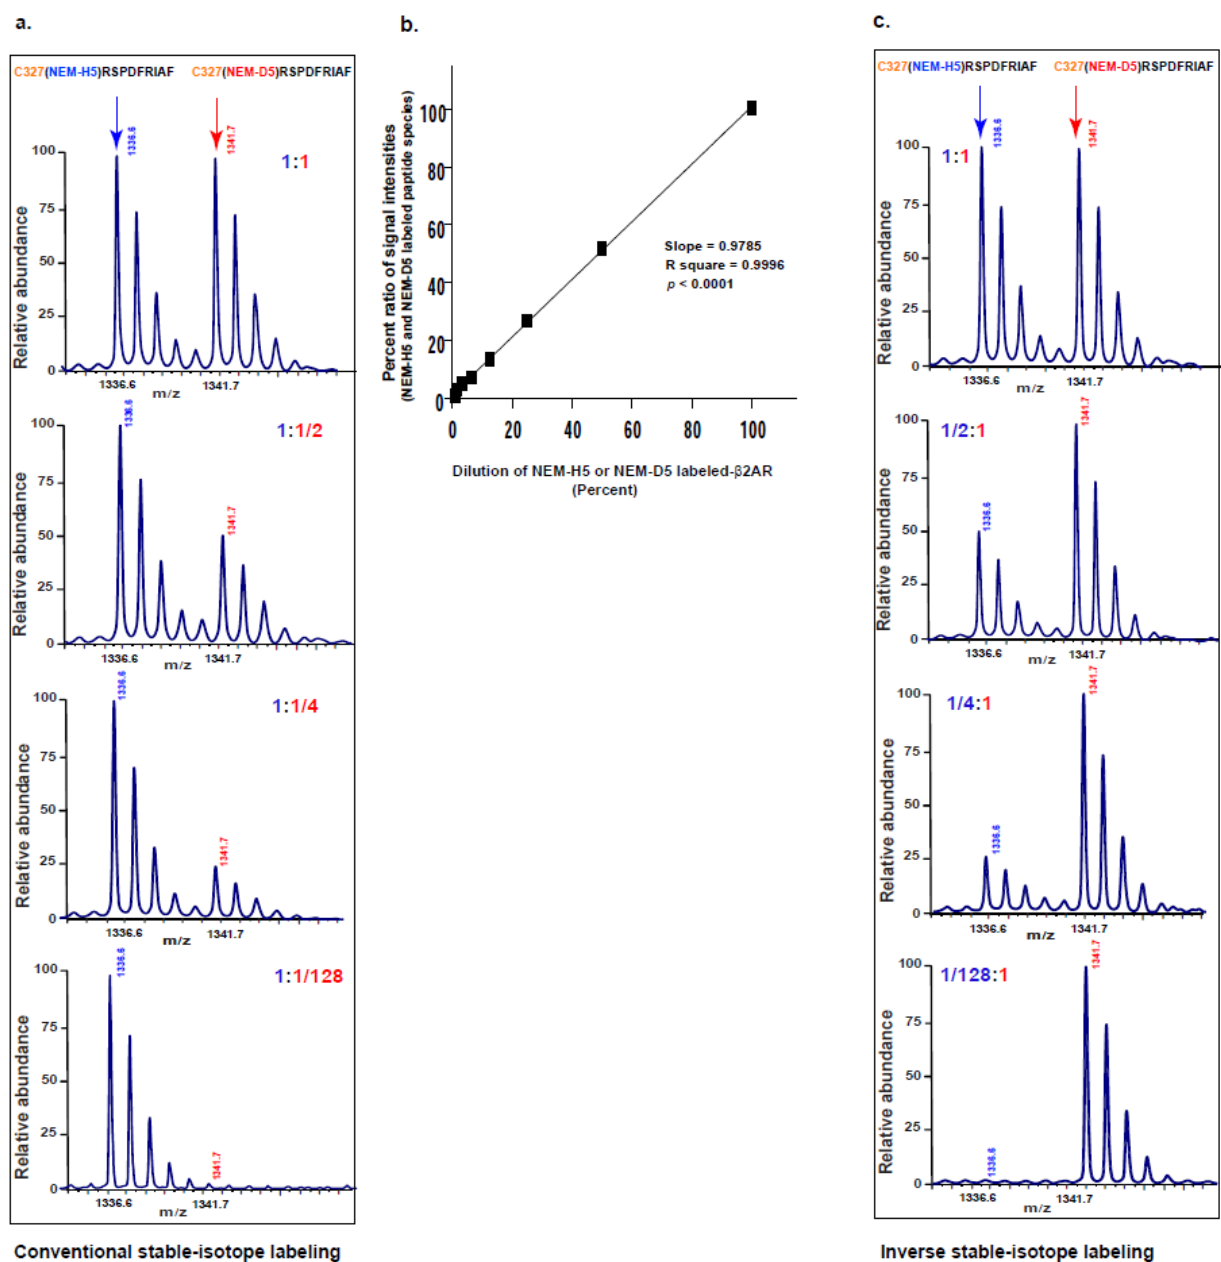 a.
C327(NEM-H5)RSPDFRIAF C327(NEM-D5)RSPDFRIAF
1336.6
1341.7
1:1
Relative abundance
100
75
50
25
0
1336.6
1341.7
m/z
1336.6
1341.7
1:1/2
Relative abundance
100
75
50
25
0
1336.6
1341.7
m/z
1336.6
1341.7
1:1/4
Relative abundance
100
75
50
25
0
1336.6
1341.7
m/z
1336.6
1341.7
1:1/128
Relative abundance
100
75
50
25
0
1336.6
1341.7
m/z
Conventional stable-isotope labeling
b.
Percent ratio of signal intensities
(NEM-H5 and NEM-D5 labeled paptide species)
100
80
60
40
20
0
Slope = 0.9785
R square = 0.9996
p < 0.0001
0 20 40 60 80 100
Dilution of NEM-H5 or NEM-D5 labeled-β2AR
(Percent)
c.
C327(NEM-H5)RSPDFRIAF C327(NEM-D5)RSPDFRIAF
1336.6
1341.7
1:1
Relative abundance
100
75
50
25
0
1336.6
1341.7
m/z
1336.6
1341.7
1/2:1
Relative abundance
100
75
50
25
0
1336.6
1341.7
m/z
1336.6
1341.7
1/4:1
Relative abundance
100
75
50
25
0
1336.6
1341.7
m/z
1336.6
1341.7
1/128:1
Relative abundance
100
75
50
25
0
1336.6
1341.7
m/z
Inverse stable-isotope labeling